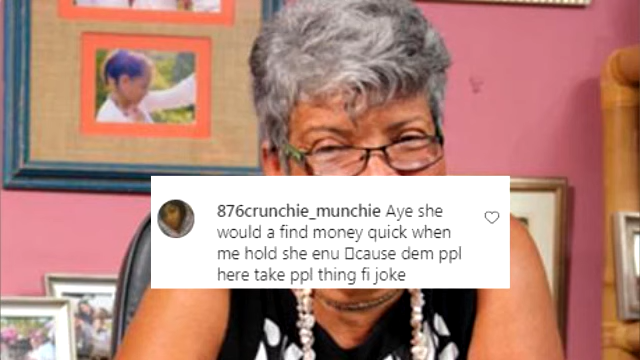 876crunchie_munchie Aye she
would a find money quick when
me hold she enu ▯cause dem ppl
here take ppl thing fi joke